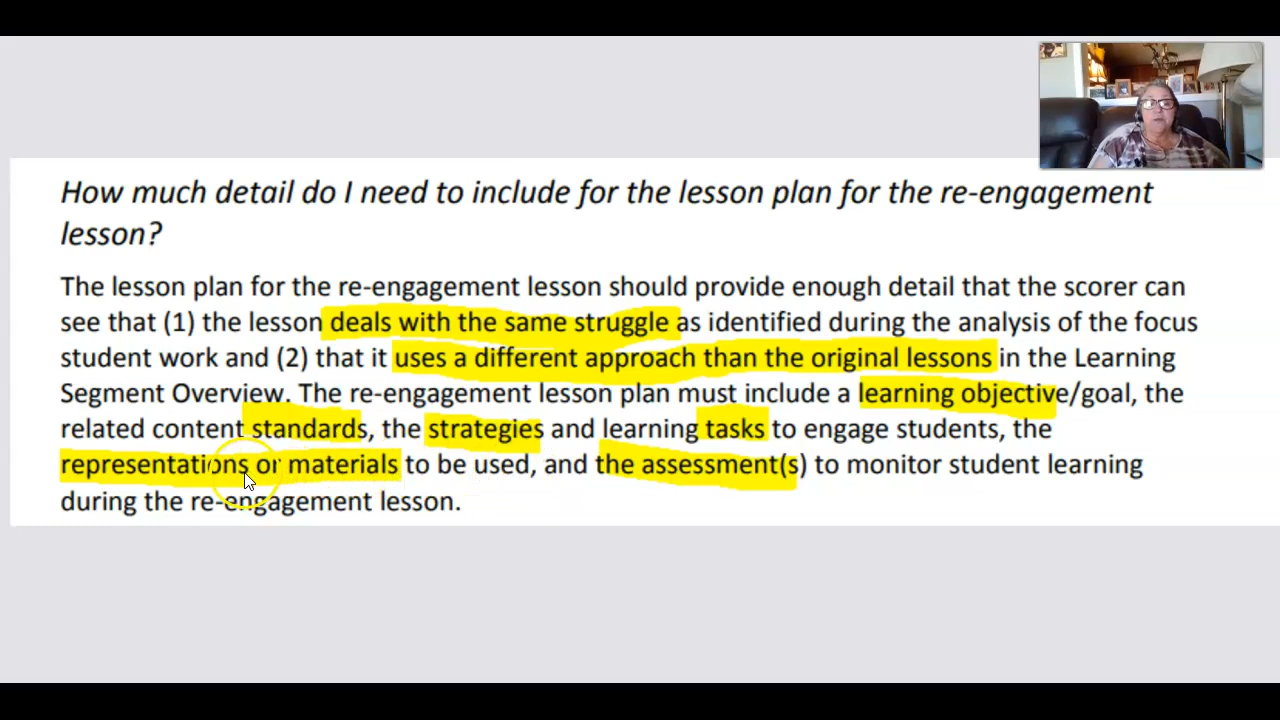 How much detail do I need to include for the lesson plan for the re-engagement
lesson?
The lesson plan for the re-engagement lesson should provide enough detail that the scorer can
see that (1) the lesson deals with the same struggle as identified during the analysis of the focus
student work and (2) that it uses a different approach than the original lessons in the Learning
Segment Overview. The re-engagement lesson plan must include a learning objective/goal, the
related content standards, the strategies and learning tasks to engage students, the
representations or materials to be used, and the assessment(s) to monitor student learning
during the re-engagement lesson.